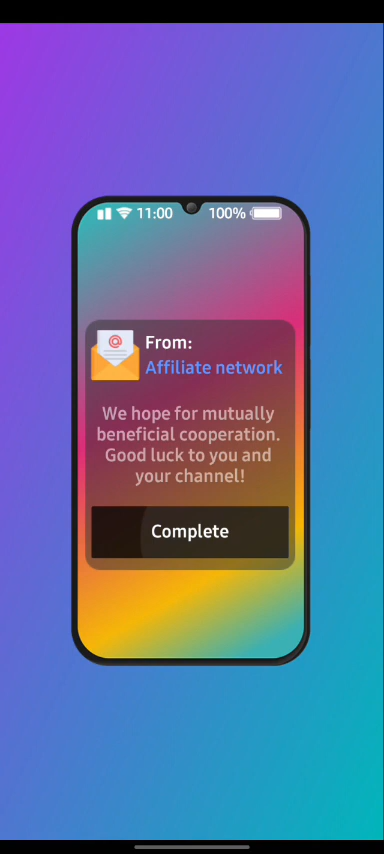 11:00 100%
From:
Affiliate network
We hope for mutually
beneficial cooperation.
Good luck to you and
your channel!
Complete